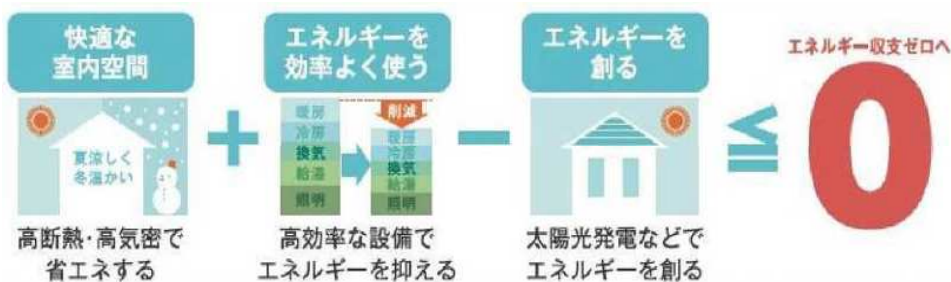 快適な
室内空間
夏涼しく
冬温かい
高断熱・高気密で
省エネする
+
エネルギーを
効率よく使う
暖房
冷房
換気
給湯
照明
削減
暖房
冷房
換気
給湯
照明
高効率な設備で
エネルギーを抑える
−
エネルギーを
創る
太陽光発電などで
エネルギーを創る
≦
エネルギー収支ゼロへ
0